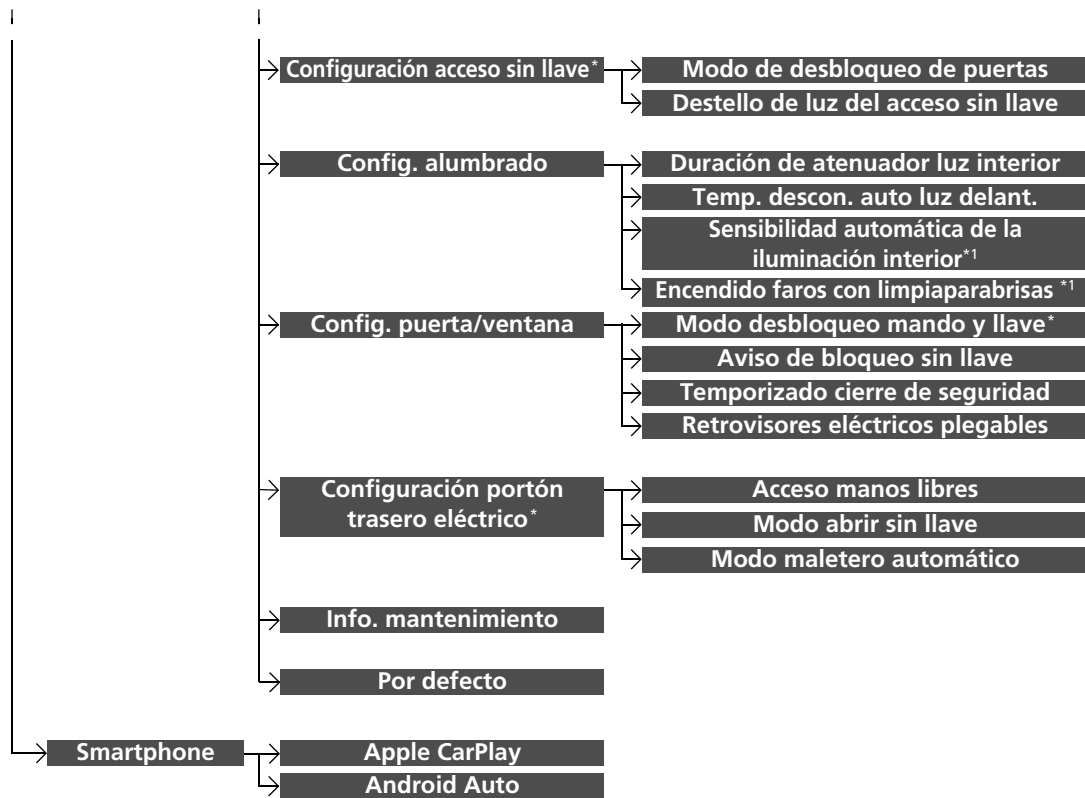 Configuración acceso sin llave*
Modo de desbloqueo de puertas
Destello de luz del acceso sin llave
Config. alumbrado
Duración de atenuador luz interior
Temp. descon. auto luz delant.
Sensibilidad automática de la
iluminación interior*1
Encendido faros con limpiaparabrisas *1
Config. puerta/ventana
Modo desbloqueo mando y llave*
Aviso de bloqueo sin llave
Temporizado cierre de seguridad
Retrovisores eléctricos plegables
Configuración portón
trasero eléctrico*
Acceso manos libres
Modo abrir sin llave
Modo maletero automático
Info. mantenimiento
Por defecto
Smartphone
Apple CarPlay
Android Auto